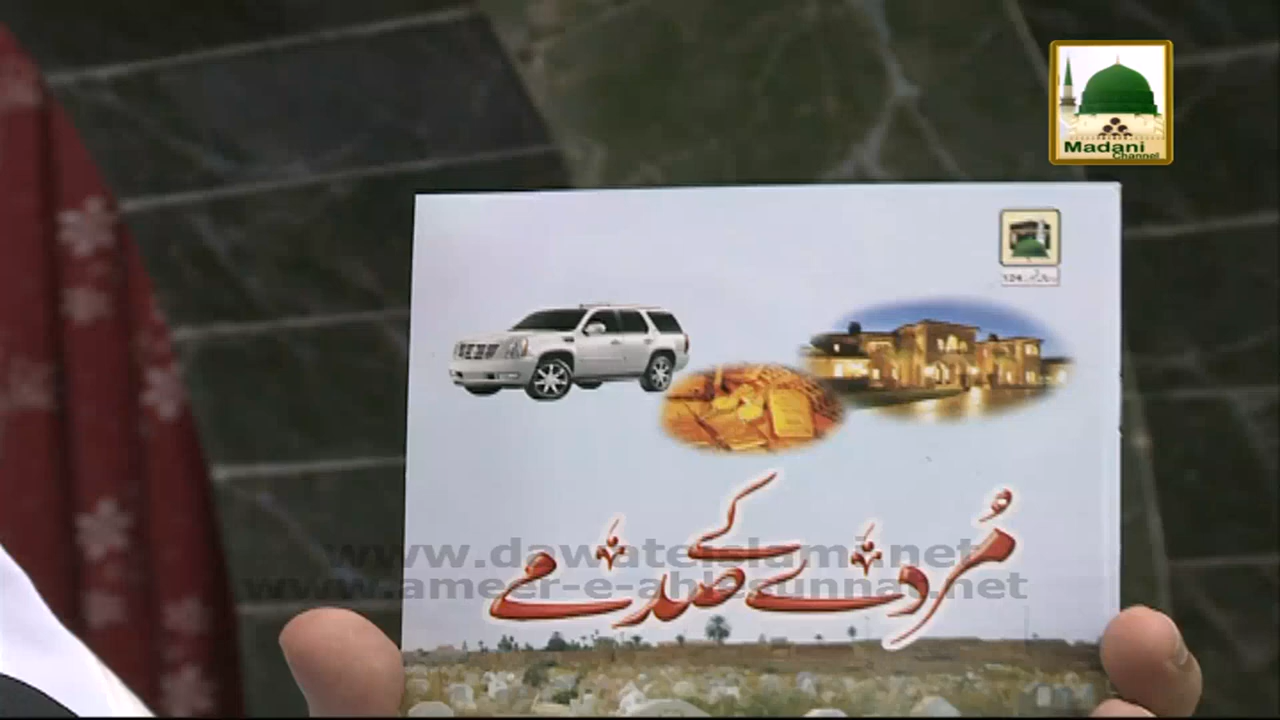 Madani
Channel
مُردے کے صدمے
www.dawateislami.net
www.ameer-e-ahlesunnat.net